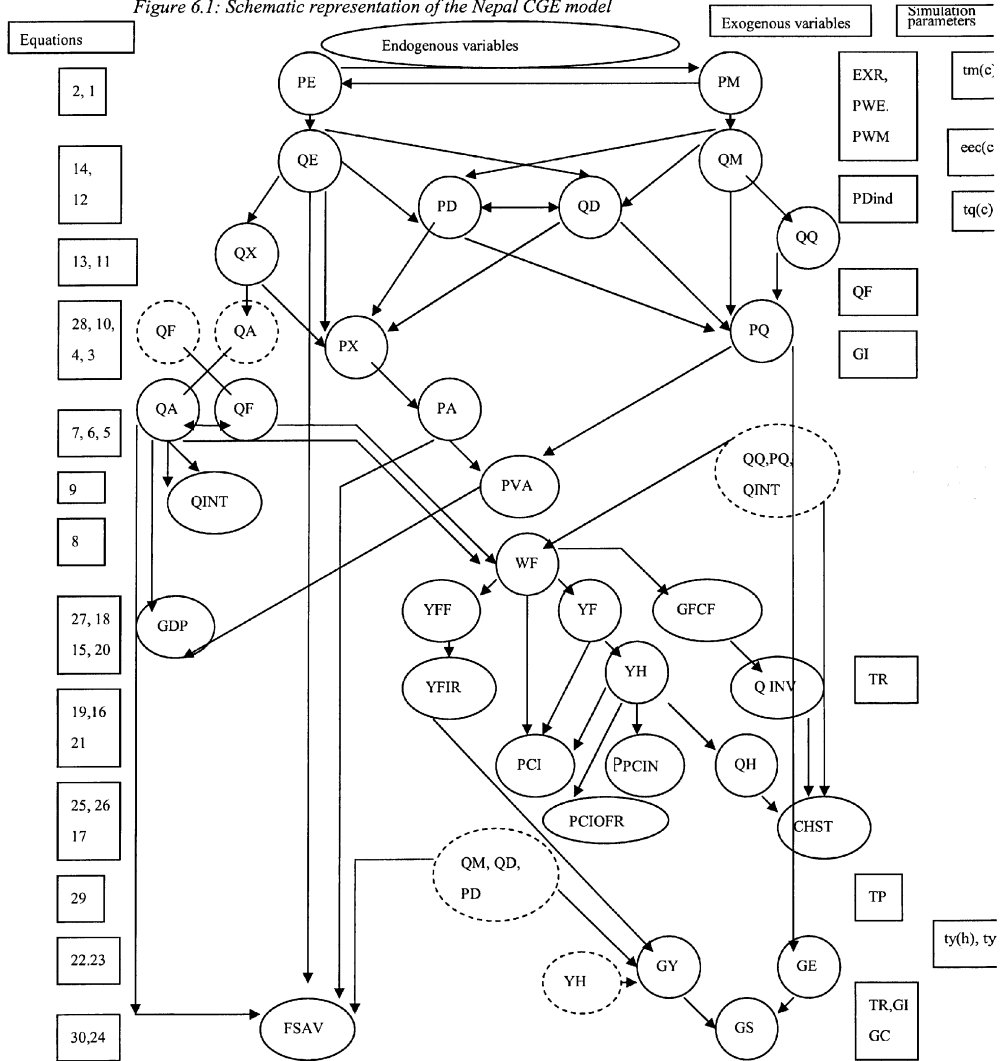 Figure 6.1: Schematic representation of the Nepal CGE model
Equations
Endogenous variables
Exogenous variables
Simulation
parameters
2, 1
PE
PM
EXR,
PWE.
PWM
tm(c)
14,
12
QE
QM
eec(c
PD
QD
PDind
tq(c)
13, 11
QX
QQ
QF
28, 10,
4, 3
QF
QA
PX
PQ
GI
QA
QF
PA
7, 6, 5
QQ,PQ,
QINT
9
QINT
PVA
8
WF
27, 18
15, 20
GDP
YFF
YF
GFCF
YFIR
YH
Q INV
TR
19,16
21
PCI
PPCIN
QH
25, 26
17
PCIOFR
CHST
QM, QD,
PD
29
TP
22.23
YH
GY
GE
ty(h), ty
30,24
FSAV
GS
TR,GI
GC